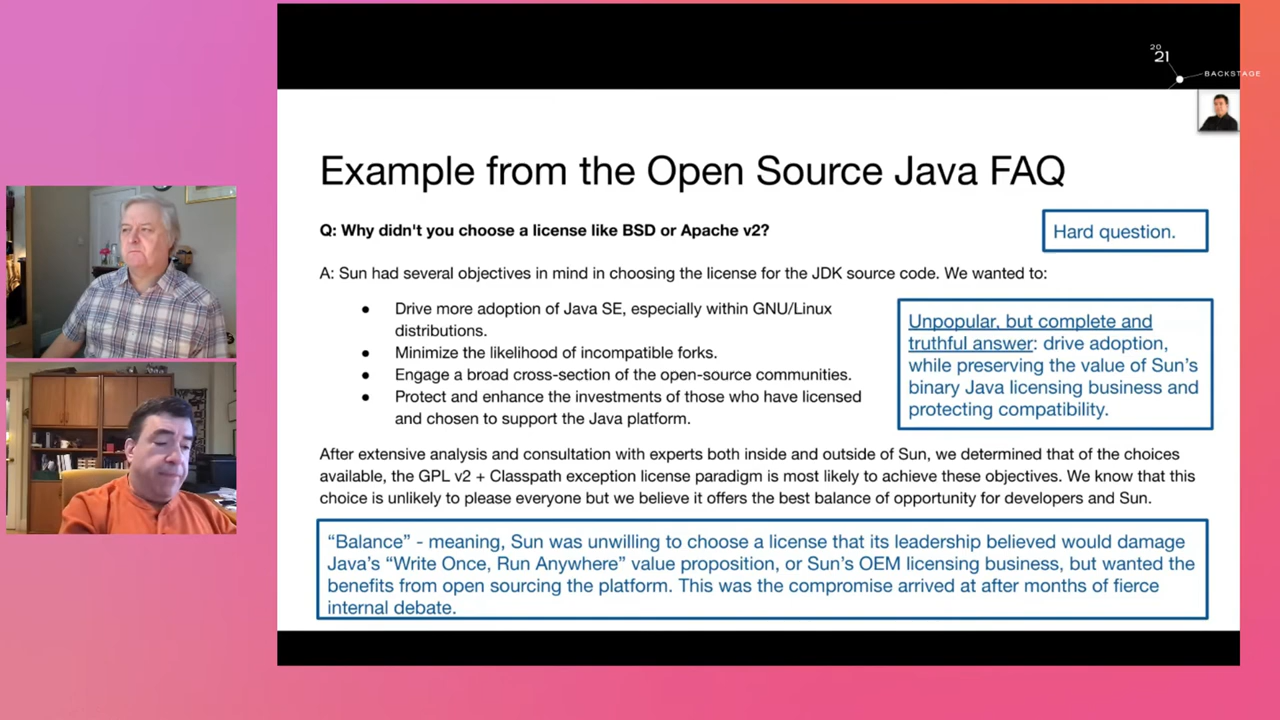 20
21
BACKSTAGE
Example from the Open Source Java FAQ
Q: Why didn't you choose a license like BSD or Apache v2?
Hard question.
A: Sun had several objectives in mind in choosing the license for the JDK source code. We wanted to:
● Drive more adoption of Java SE, especially within GNU/Linux
distributions.
● Minimize the likelihood of incompatible forks.
● Engage a broad cross-section of the open-source communities.
● Protect and enhance the investments of those who have licensed
and chosen to support the Java platform.
Unpopular, but complete and
truthful answer: drive adoption,
while preserving the value of Sun’s
binary Java licensing business and
protecting compatibility.
After extensive analysis and consultation with experts both inside and outside of Sun, we determined that of the choices
available, the GPL v2 + Classpath exception license paradigm is most likely to achieve these objectives. We know that this
choice is unlikely to please everyone but we believe it offers the best balance of opportunity for developers and Sun.
“Balance” - meaning, Sun was unwilling to choose a license that its leadership believed would damage
Java’s “Write Once, Run Anywhere” value proposition, or Sun’s OEM licensing business, but wanted the
benefits from open sourcing the platform. This was the compromise arrived at after months of fierce
internal debate.